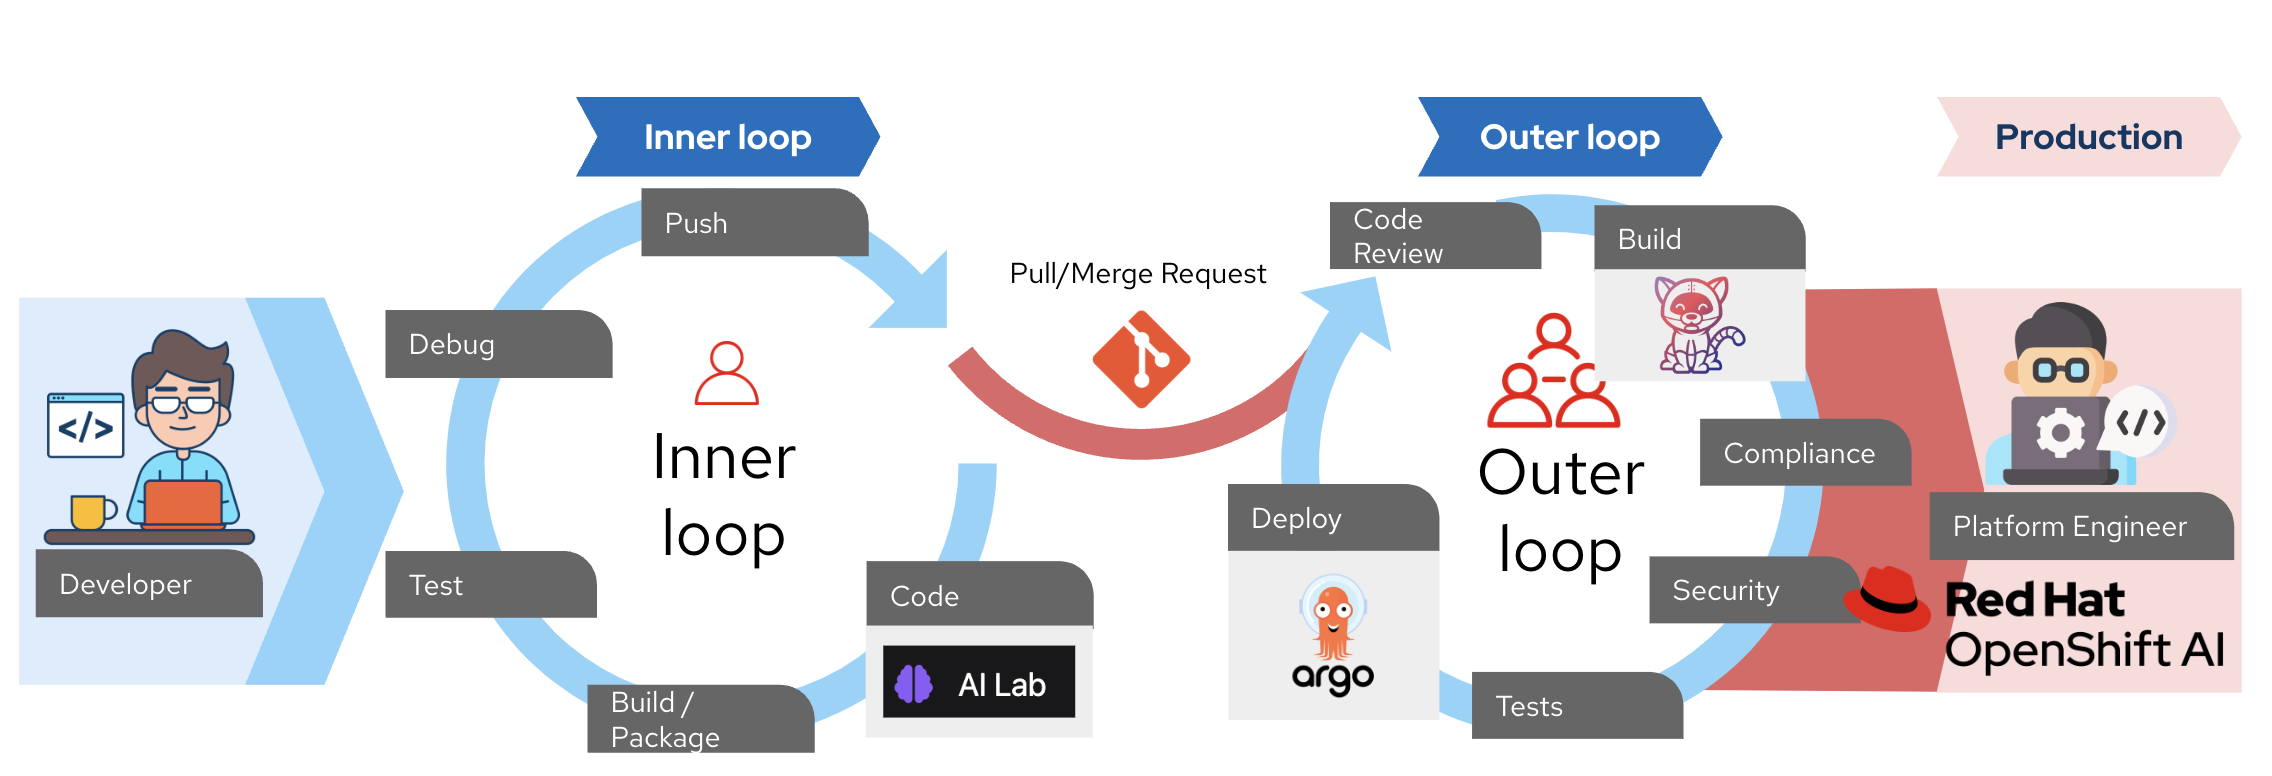 Inner loop
Outer loop
Production
Push
Code
Review
Build
Pull/Merge Request
Debug
</>
Inner
loop
Outer
loop
Compliance
</>
Deploy
Platform Engineer
Developer
Test
Code
Security
Red Hat
OpenShift AI
argo
AI Lab
Build /
Package
Tests